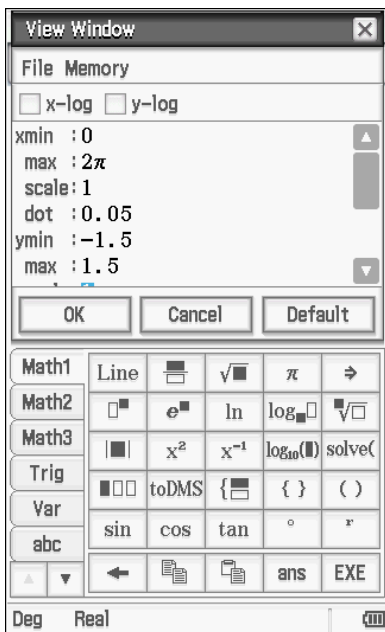 View Window
File Memory
x-log y-log
xmin :0
max :2π
scale:1
dot :0.05
ymin :-1.5
max :1.5
OK Cancel Default
Math1 Line √■ π ⇒
Math2 □■ e■ ln log■□ ■√□
Math3 |■| x² x⁻¹ log₁₀(■) solve(
Trig ■□□ toDMS {■ { } ( )
Var
sin cos tan ° r
abc
← ans EXE
Deg Real